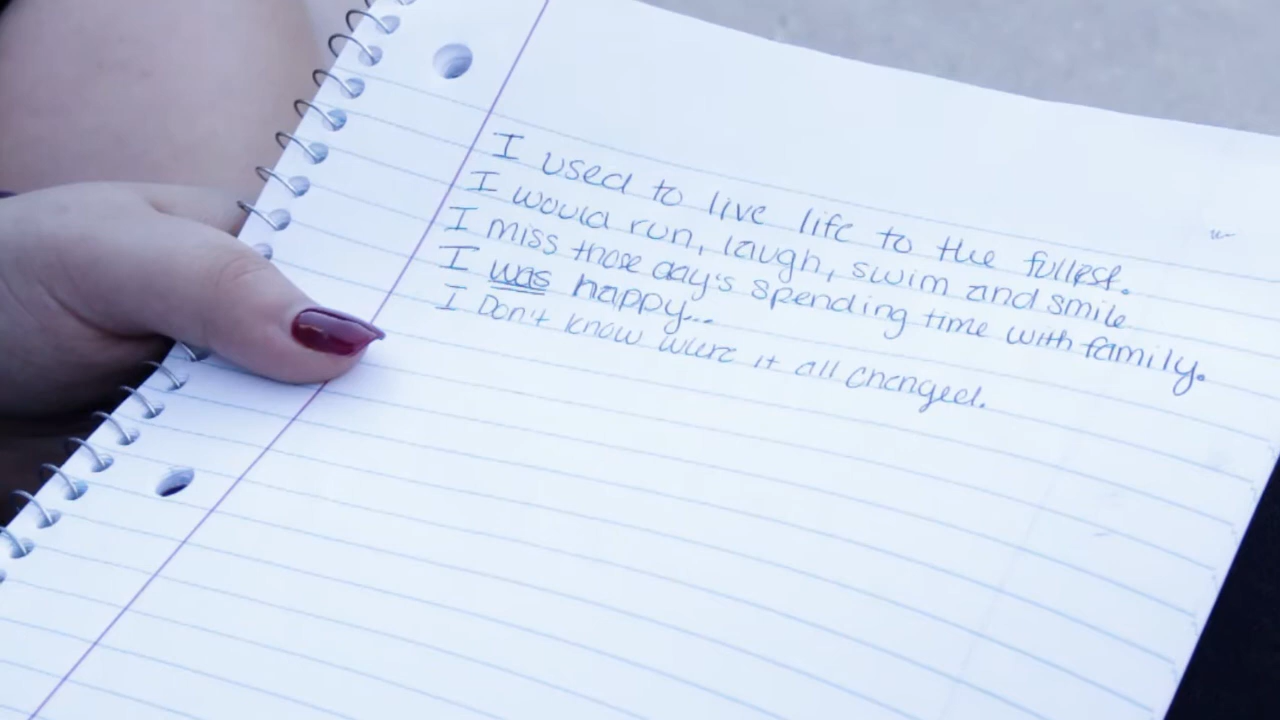 I used to live life to the fullest.
I would run, laugh, swim and smile
I miss those day's spending time with family.
I was happy...
I Don't know were it all changed.